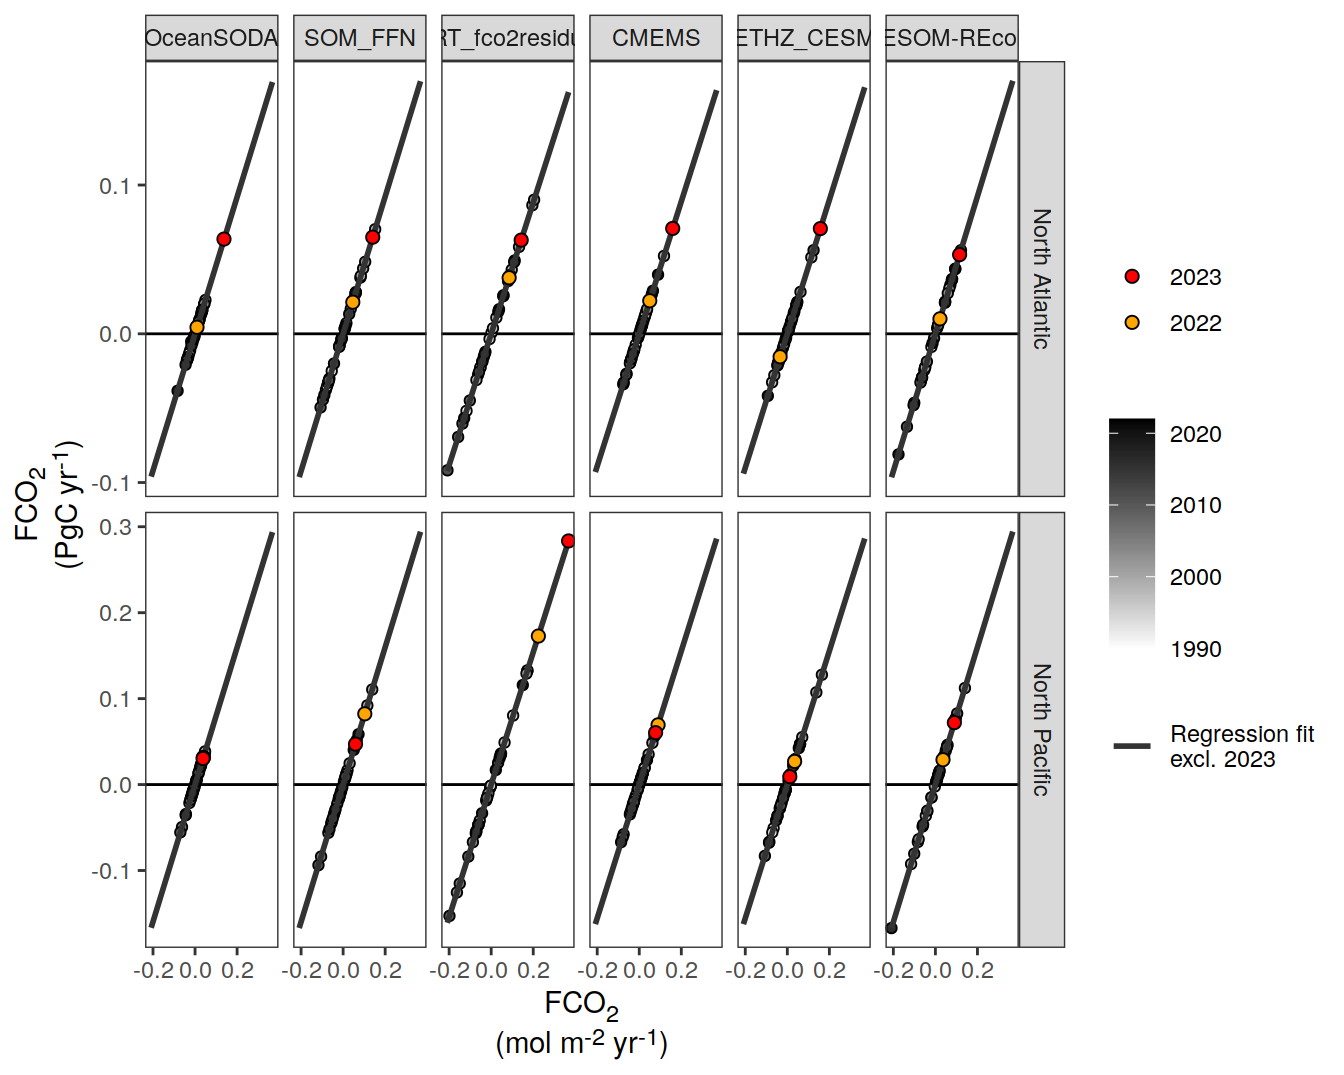 OceanSODA SOM_FFN RT_fco2residu CMEMS ETHZ_CESM ESOM-REco
0.1
0.0
-0.1
North Atlantic
0.3
0.2
0.1
0.0
-0.1
North Pacific
-0.2 0.0 0.2 -0.2 0.0 0.2 -0.2 0.0 0.2 -0.2 0.0 0.2 -0.2 0.0 0.2 -0.2 0.0 0.2
FCO₂
(PgC yr⁻¹)
FCO₂
(mol m⁻² yr⁻¹)
2023
2022
2020
2010
2000
1990
Regression fit
excl. 2023